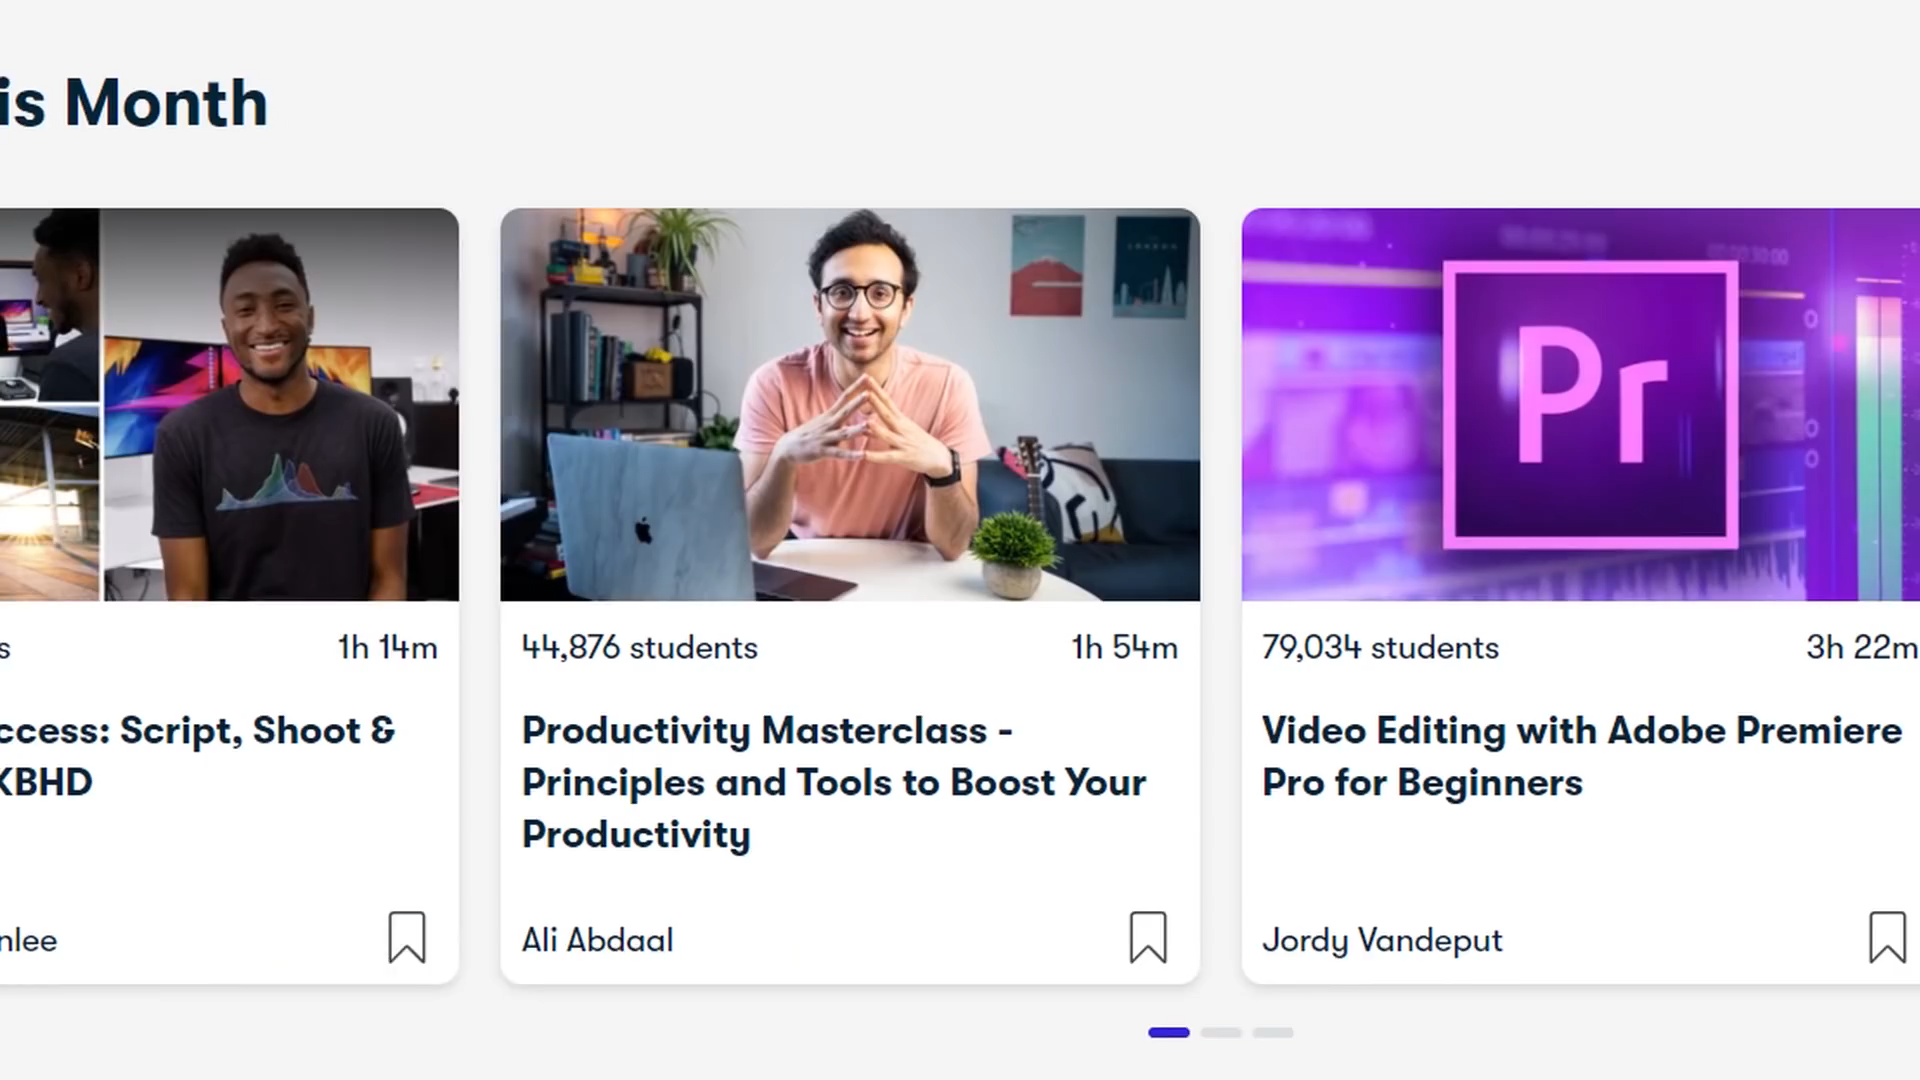 is Month
LONDON
Pr
1h 14m
44,876 students
1h 54m
79,034 students
3h 22m
ccess: Script, Shoot &
KBHD
Productivity Masterclass -
Principles and Tools to Boost Your
Productivity
Video Editing with Adobe Premiere
Pro for Beginners
nlee
Ali Abdaal
Jordy Vandeput